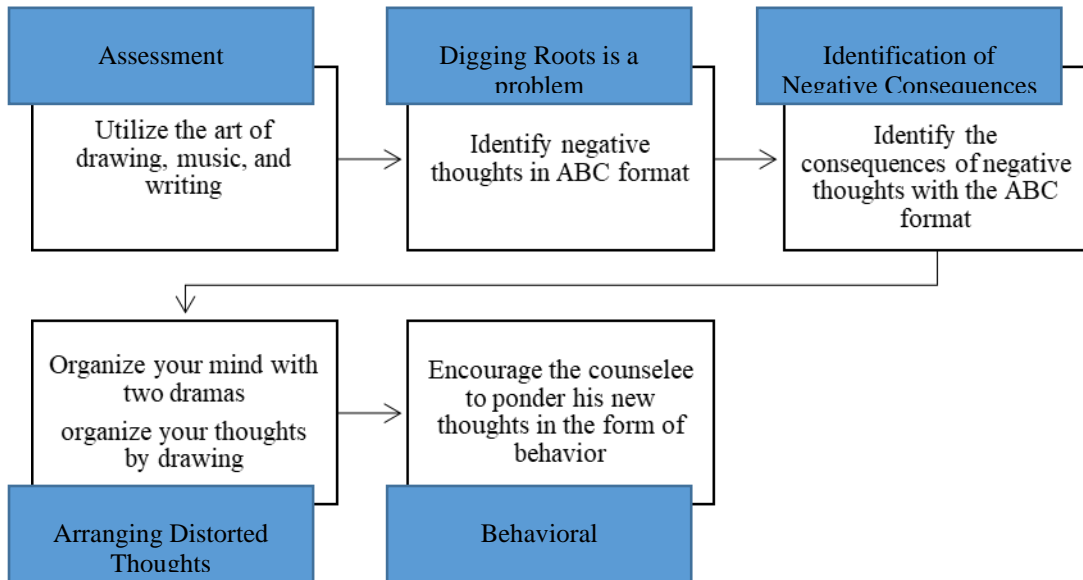 Assessment
Utilize the art of
drawing, music, and
writing
Digging Roots is a
problem
Identify negative
thoughts in ABC format
Identification of
Negative Consequences
Identify the
consequences of negative
thoughts with the ABC
format
Organize your mind with
two dramas
organize your thoughts
by drawing
Arranging Distorted
Thoughts
Encourage the counselee
to ponder his new
thoughts in the form of
behavior
Behavioral